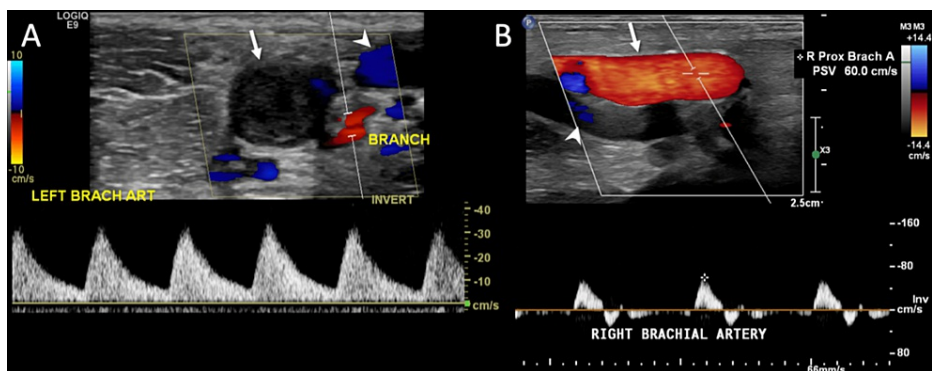 LOGIQ
E9
A
10
-10
cm/s
BRANCH
LEFT BRACH ART
INVERT
-40
-30
-20
-10
cm/s
B
P
M3 M3
+14.4
R Prox Brach A
PSV 60.0 cm/s
-14.4
cm/s
X3
2.5cm
-160
-80
Inv
cm/s
80
RIGHT BRACHIAL ARTERY
66mm/s